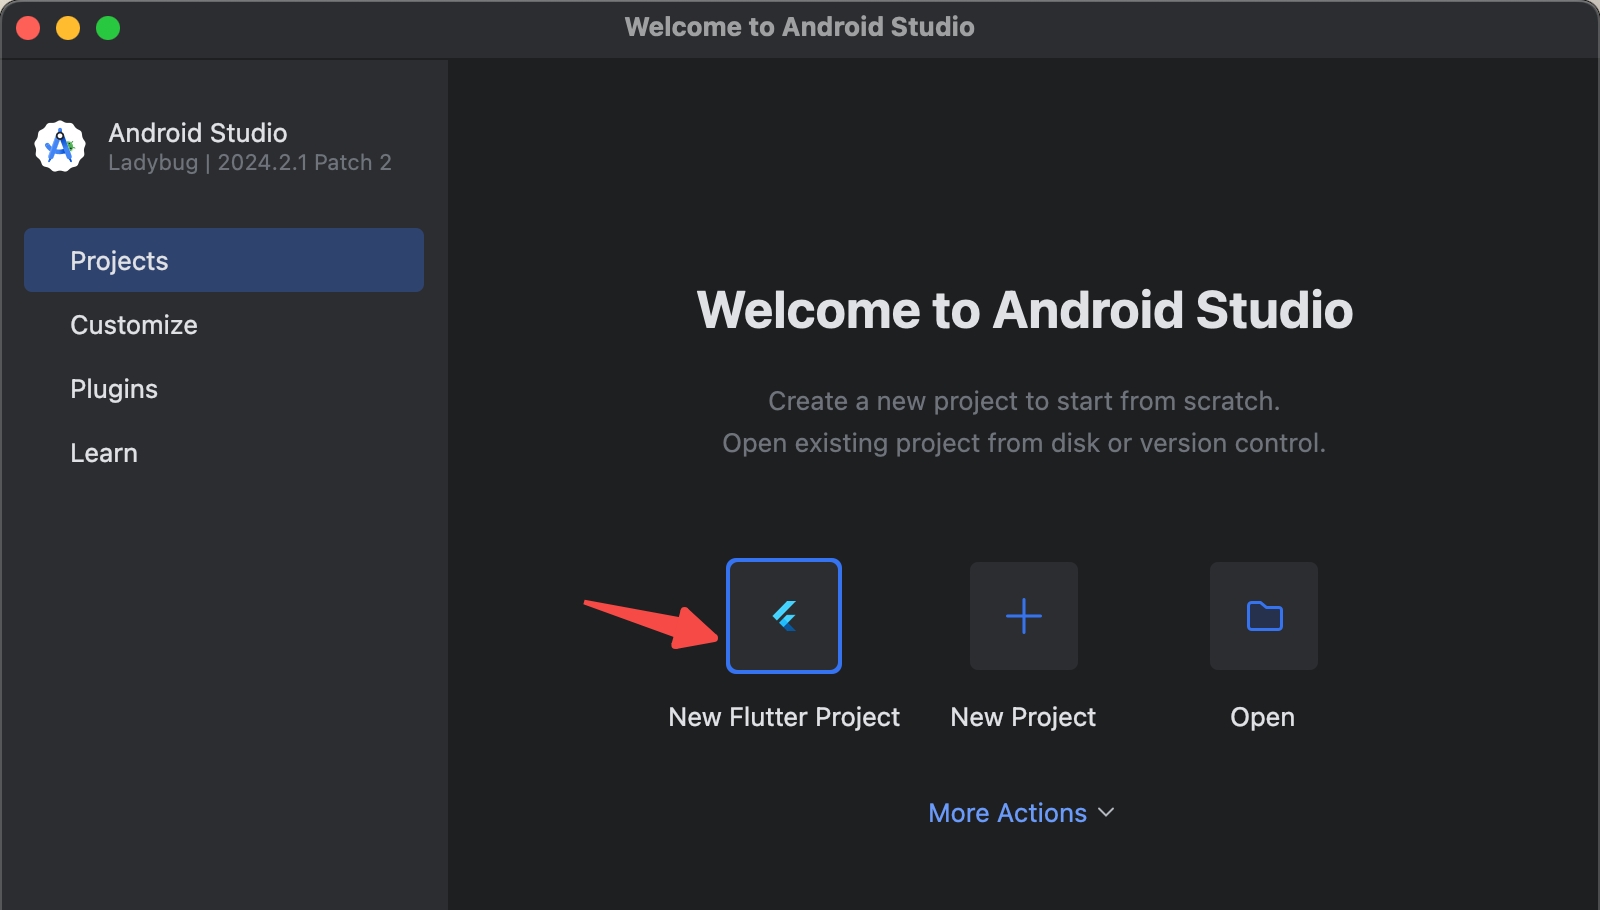 Welcome to Android Studio
Android Studio
Ladybug | 2024.2.1 Patch 2
Projects
Customize
Plugins
Learn
Welcome to Android Studio
Create a new project to start from scratch.
Open existing project from disk or version control.
New Flutter Project
New Project
Open
More Actions